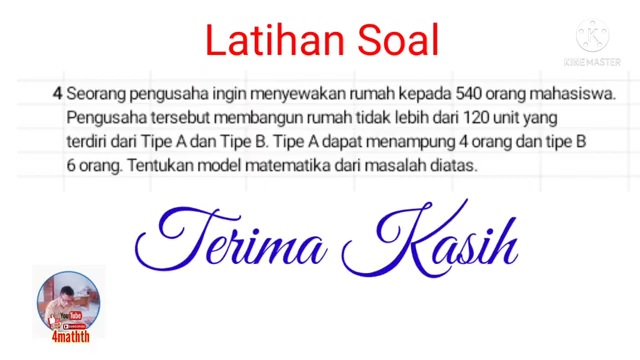 Latihan Soal
KINEMASTER
4 Seorang pengusaha ingin menyewakan rumah kepada 540 orang mahasiswa.
Pengusaha tersebut membangun rumah tidak lebih dari 120 unit yang
terdiri dari Tipe A dan Tipe B. Tipe A dapat menampung 4 orang dan tipe B
6 orang. Tentukan model matematika dari masalah diatas.
Terima Kasih
YouTube
4mathth